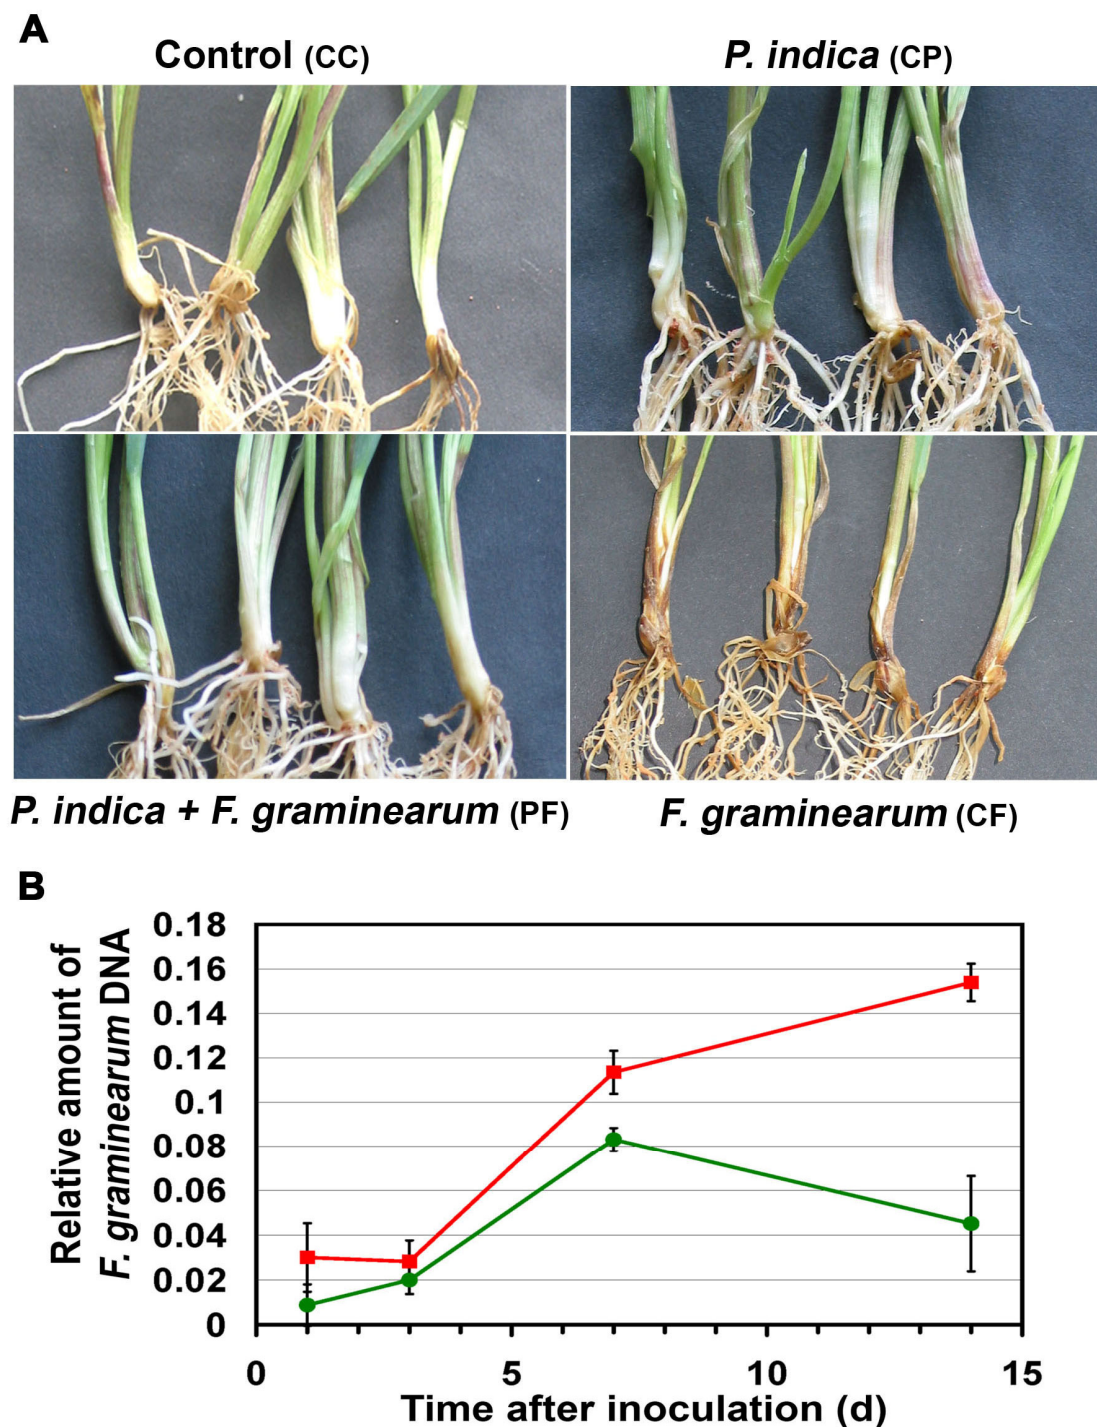 A
Control (CC)
P. indica (CP)
P. indica + F. graminearum (PF)
F. graminearum (CF)
B
Relative amount of
F. graminearum DNA
0.18
0.16
0.14
0.12
0.1
0.08
0.06
0.04
0.02
0
0 5 10 15
Time after inoculation (d)